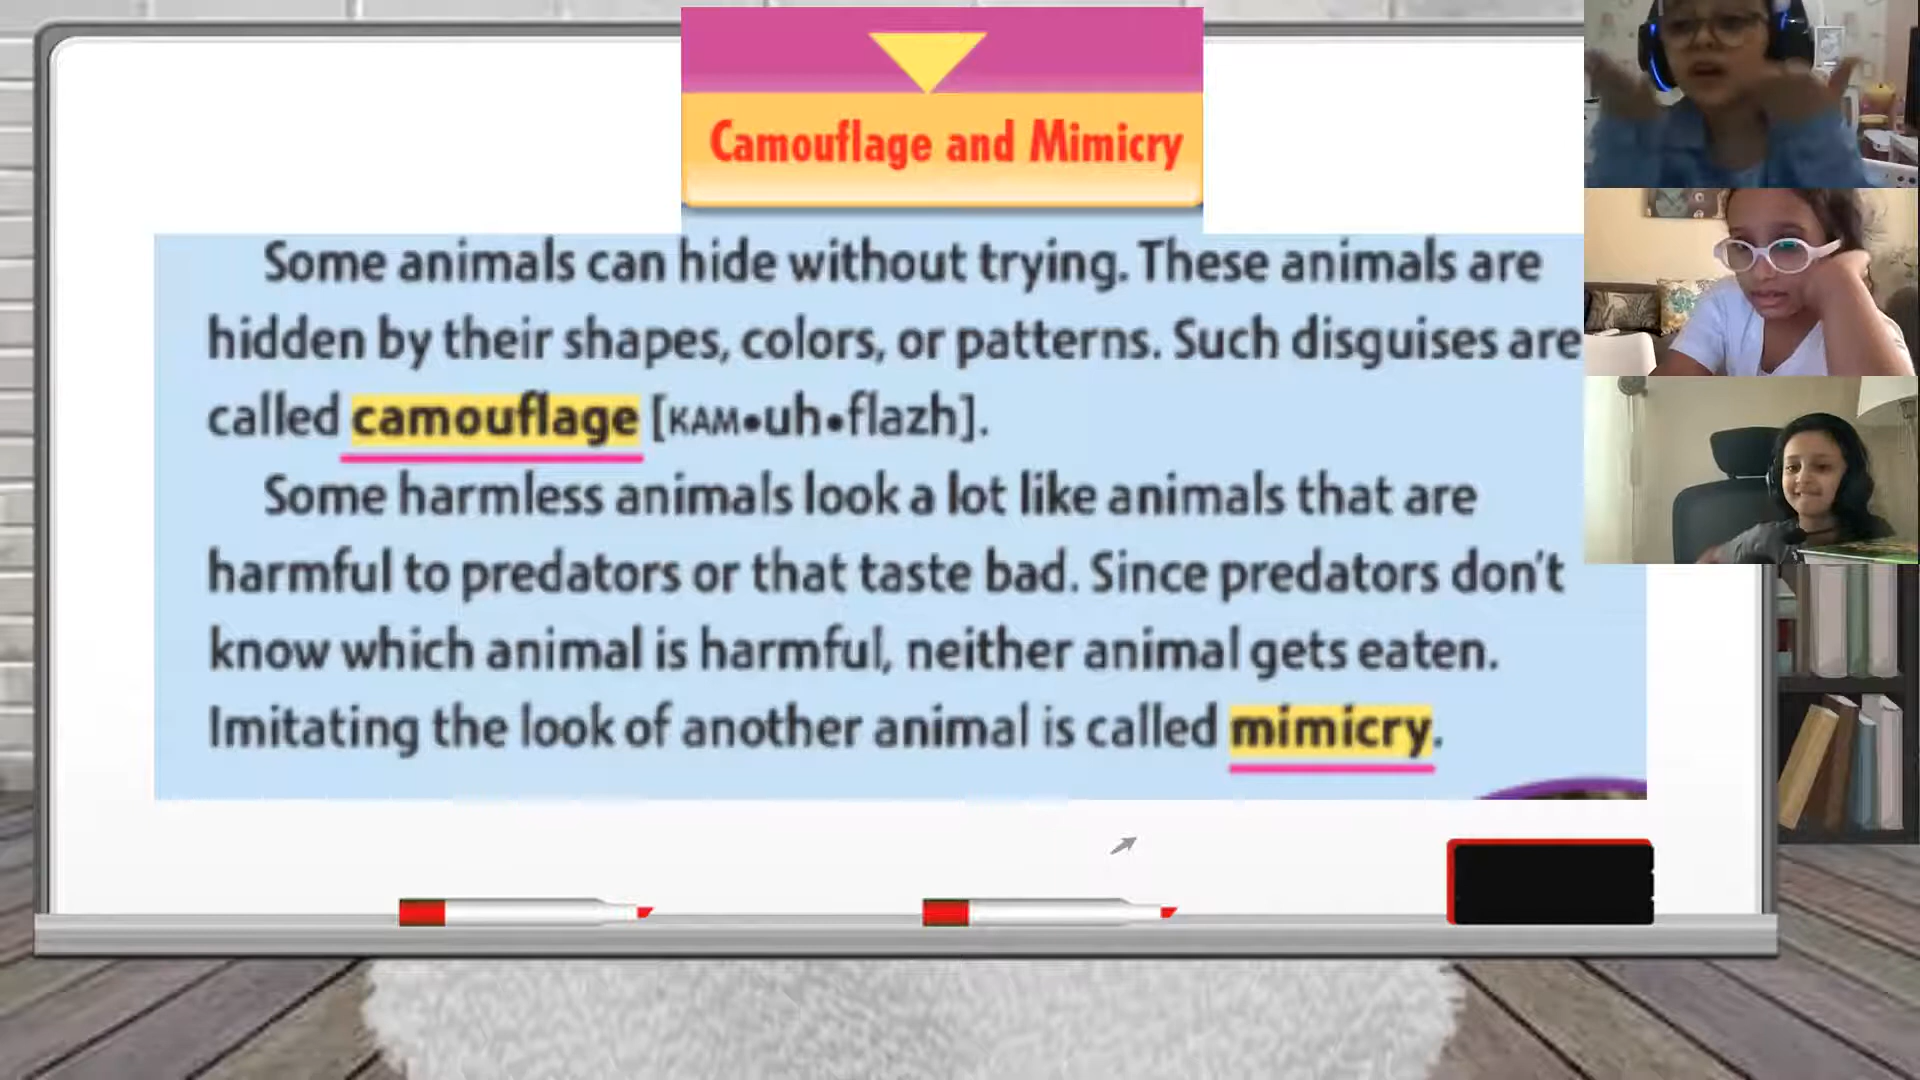 Camouflage and Mimicry
Some animals can hide without trying. These animals are
hidden by their shapes, colors, or patterns. Such disguises are
called camouflage [KAM•uh•flazh].
Some harmless animals look a lot like animals that are
harmful to predators or that taste bad. Since predators don't
know which animal is harmful, neither animal gets eaten.
Imitating the look of another animal is called mimicry.